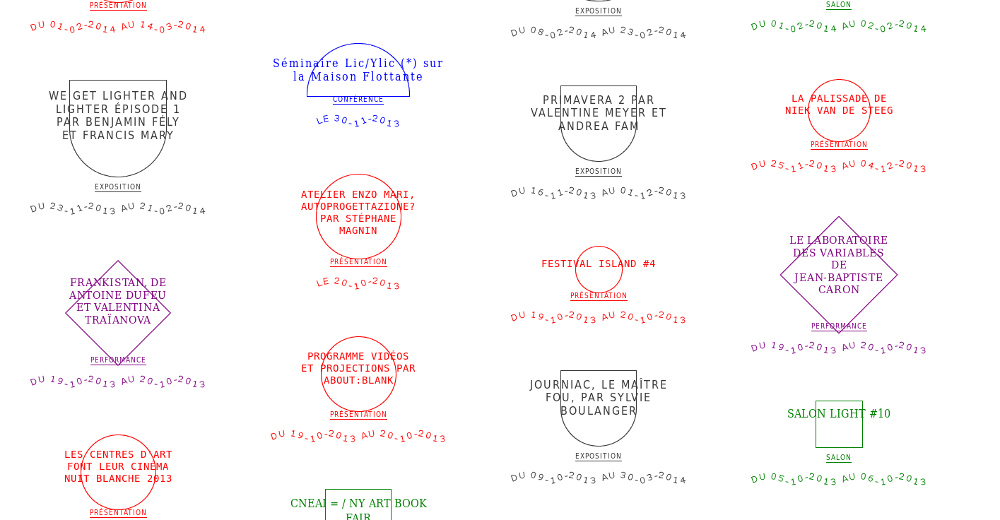 PRÉSENTATION
DU 01-02-2014 AU 14-03-2014
WE GET LIGHTER AND
LIGHTER ÉPISODE 1
PAR BENJAMIN FÉLY
ET FRANCIS MARY
EXPOSITION
DU 23-11-2013 AU 21-02-2014
FRANKISTAN, DE
ANTOINE DUFEU
ET VALENTINA
TRAÏANOVA
PERFORMANCE
DU 19-10-2013 AU 20-10-2013
LES CENTRES D'ART
FONT LEUR CINÉMA
NUIT BLANCHE 2013
PRÉSENTATION
Séminaire Lic/Ylic (*) sur
la Maison Flottante
CONFÉRENCE
LE 30-11-2013
ATELIER ENZO MARI,
AUTOPROGETTAZIONE?
PAR STÉPHANE
MAGNIN
PRÉSENTATION
LE 20-10-2013
PROGRAMME VIDÉOS
ET PROJECTIONS PAR
ABOUT:BLANK
PRÉSENTATION
DU 19-10-2013 AU 20-10-2013
CNEAI = / NY ART BOOK
FAIR
EXPOSITION
DU 08-02-2014 AU 23-02-2014
PRIMAVERA 2 PAR
VALENTINE MEYER ET
ANDREA FAM
EXPOSITION
DU 16-11-2013 AU 01-12-2013
FESTIVAL ISLAND #4
PRÉSENTATION
DU 19-10-2013 AU 20-10-2013
JOURNIAC, LE MAÎTRE
FOU, PAR SYLVIE
BOULANGER
EXPOSITION
DU 09-10-2013 AU 30-03-2013
SALON
DU 01-02-2014 AU 02-02-2014
LA PALISSADE DE
NIEK VAN DE STEEG
PRÉSENTATION
DU 25-11-2013 AU 04-12-2013
LE LABORATOIRE
DES VARIABLES
DE
JEAN-BAPTISTE
CARON
PERFORMANCE
DU 19-10-2013 AU 20-10-2013
SALON LIGHT #10
SALON
DU 05-10-2013 AU 06-10-2013